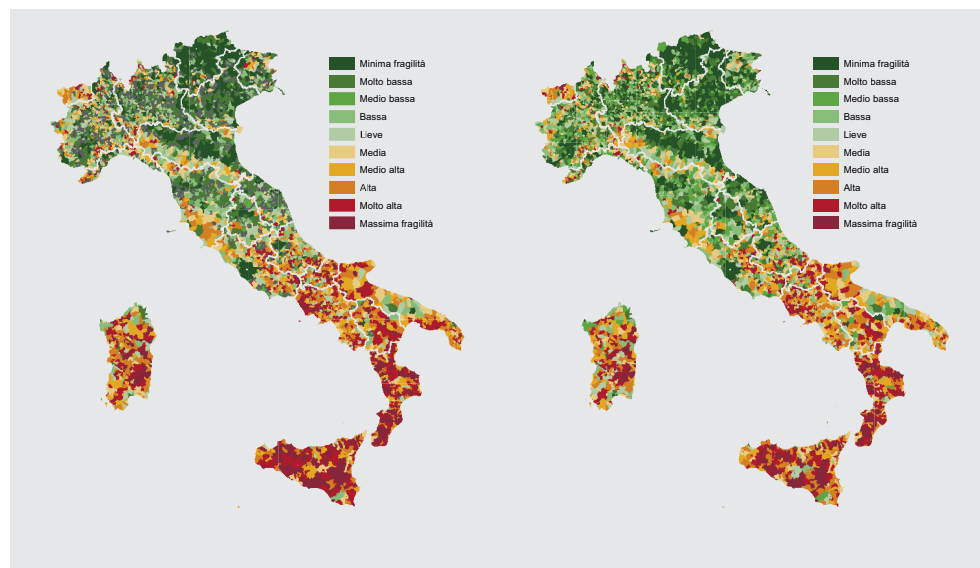 Minima fragilità
Molto bassa
Medio bassa
Bassa
Lieve
Media
Medio alta
Alta
Molto alta
Massima fragilità
Minima fragilità
Molto bassa
Medio bassa
Bassa
Lieve
Media
Medio alta
Alta
Molto alta
Massima fragilità